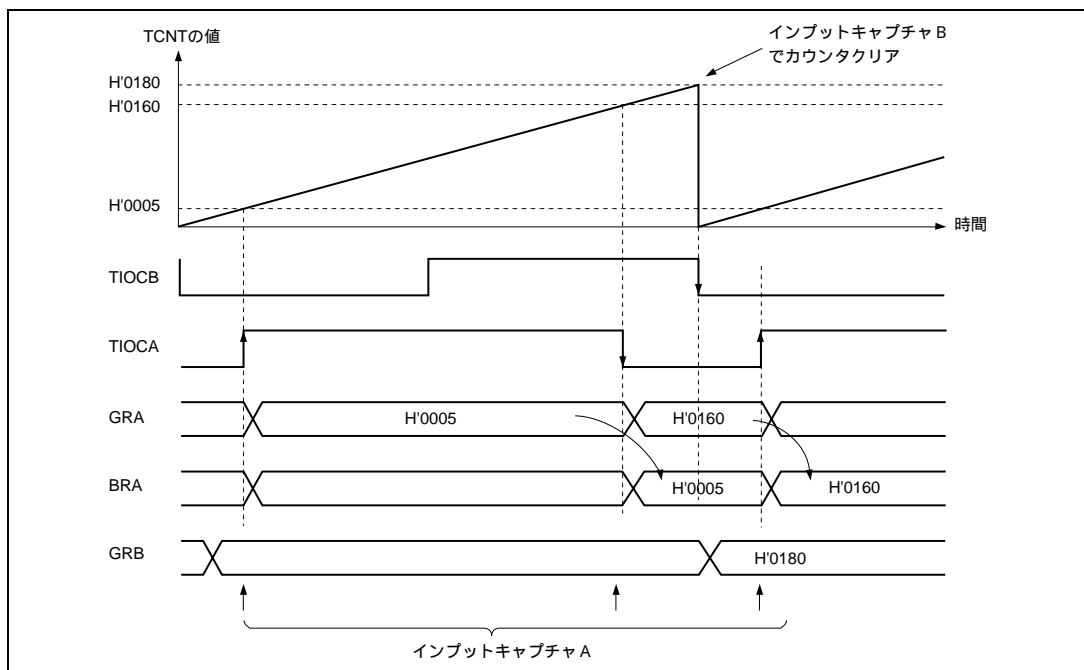 TCNTの値
インプットキャプチャB
でカウンタクリア
H'0180
H'0160
H'0005
時間
TIOCB
TIOCA
GRA
H'0005
H'0160
BRA
H'0005
H'0160
GRB
H'0180
インプットキャプチャA